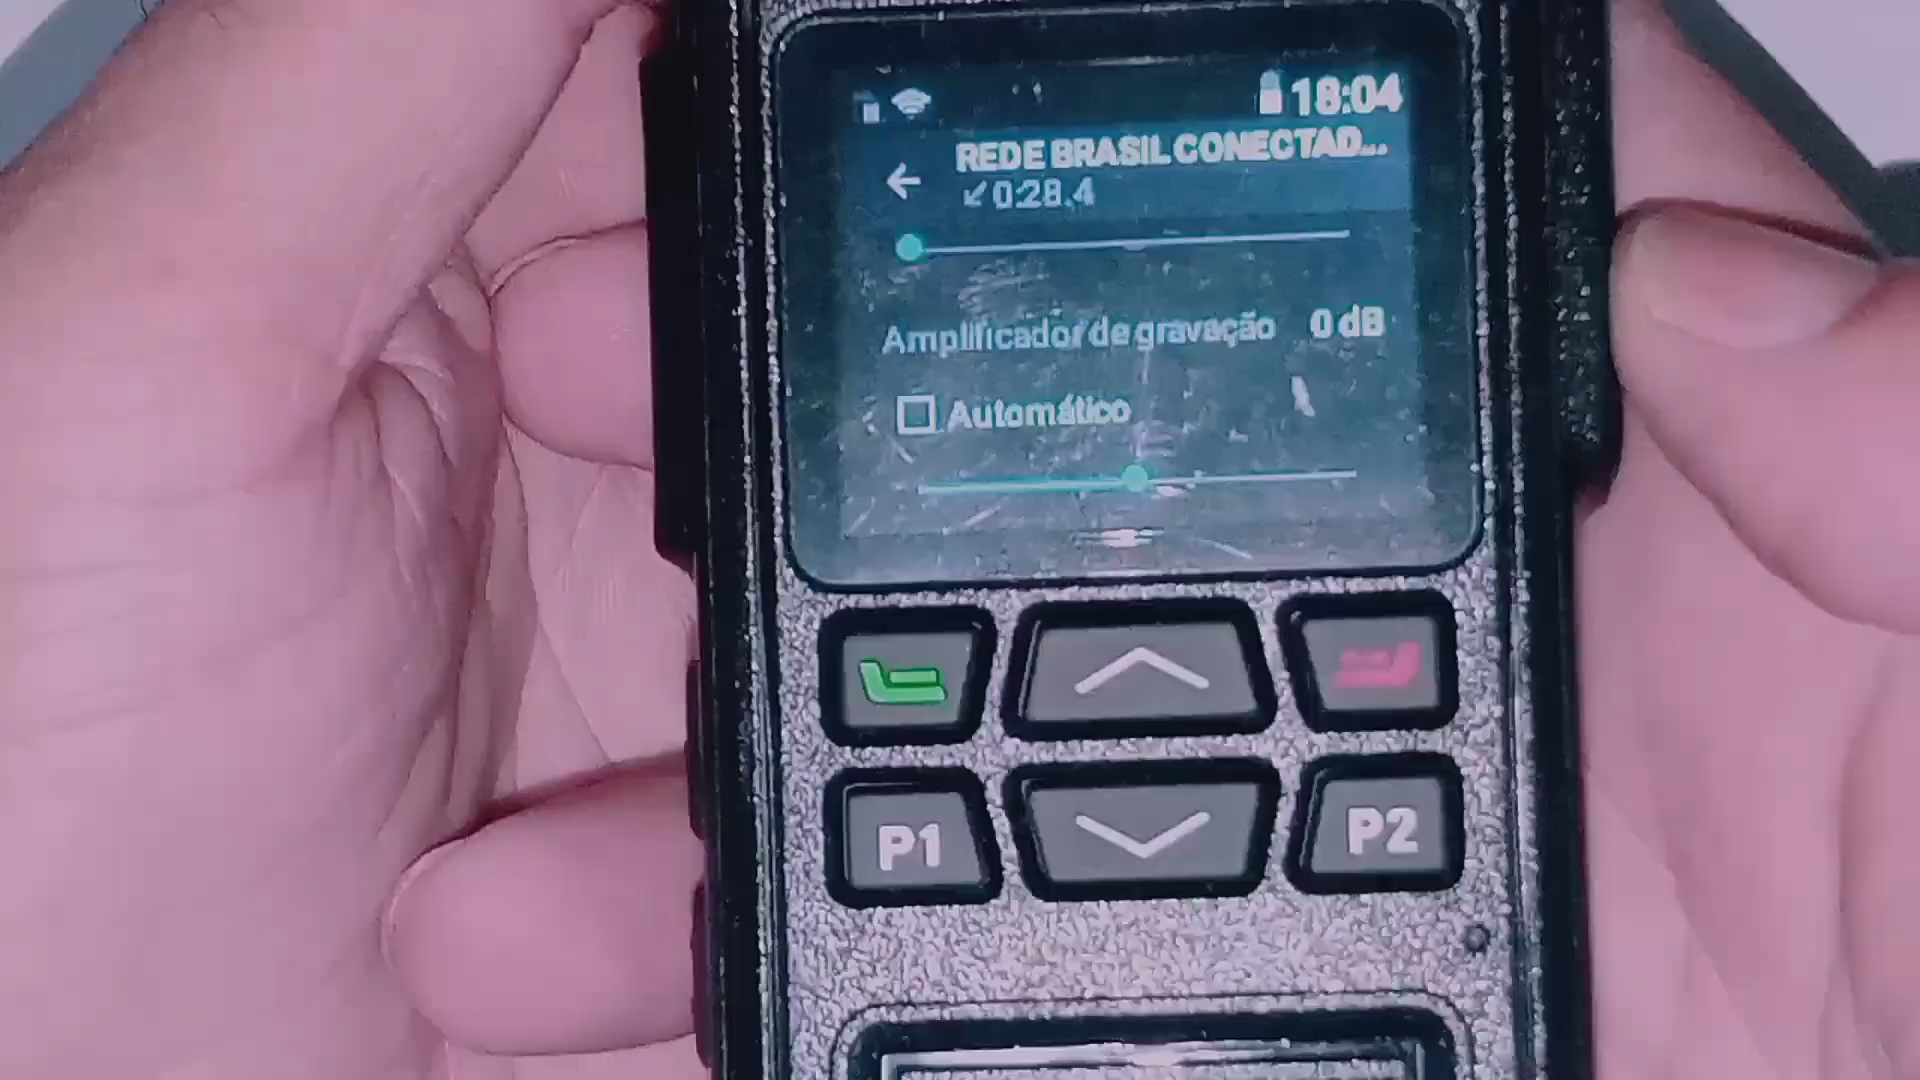 18:04
REDE BRASIL CONECTAD...
0:28.4
Amplificador de gravação 0 dB
Automático
P1 P2